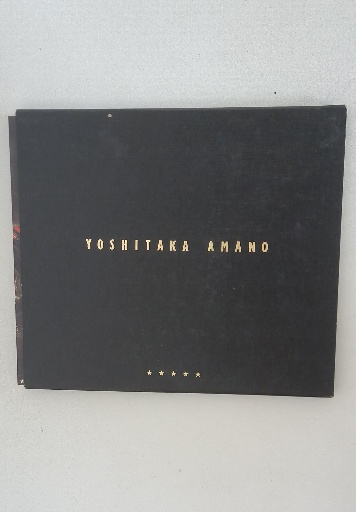 YOSHITAKA AMANO
★ ★ ★ ★ ★